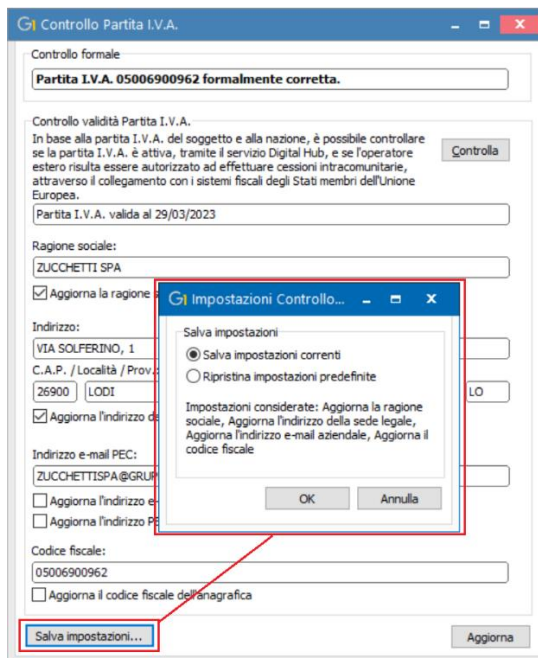 G1 Controllo Partita I.V.A.
Controllo formale
Partita I.V.A. 05006900962 formalmente corretta.
Controllo validità Partita I.V.A.
In base alla partita I.V.A. del soggetto e alla nazione, è possibile controllare
se la partita I.V.A. è attiva, tramite il servizio Digital Hub, e se l'operatore
estero risulta essere autorizzato ad effettuare cessioni intracomunitarie,
attraverso il collegamento con i sistemi fiscali degli Stati membri dell'Unione
Europea.
Controlla
Partita I.V.A. valida al 29/03/2023
Ragione sociale:
ZUCCHETTI SPA
Aggiorna la ragione
Indirizzo:
VIA SOLFERINO, 1
C.A.P. / Località / Prov.:
26900 LODI LO
Aggiorna l'indirizzo
Indirizzo e-mail PEC:
ZUCCHETTISPA@GRUP
Aggiorna l'indirizzo
Aggiorna l'indirizzo
Codice fiscale:
05006900962
Aggiorna il codice fiscale dell'anagrafica
Salva impostazioni...
Aggiorna
G1 Impostazioni Controllo...
Salva impostazioni
Salva impostazioni correnti
Ripristina impostazioni predefinite
Impostazioni considerate: Aggiorna la ragione
sociale, Aggiorna l'indirizzo della sede legale,
Aggiorna l'indirizzo e-mail aziendale, Aggiorna il
codice fiscale
OK
Annulla